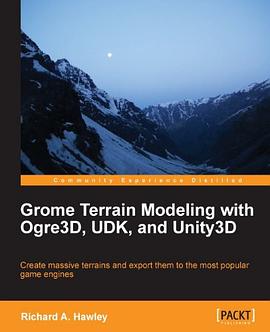 Community Experience Distilled
Grome Terrain Modeling with
Ogre3D, UDK, and Unity3D
Create massive terrains and export them to the most popular
game engines
Richard A. Hawley
[PACKT]
PUBLISHING